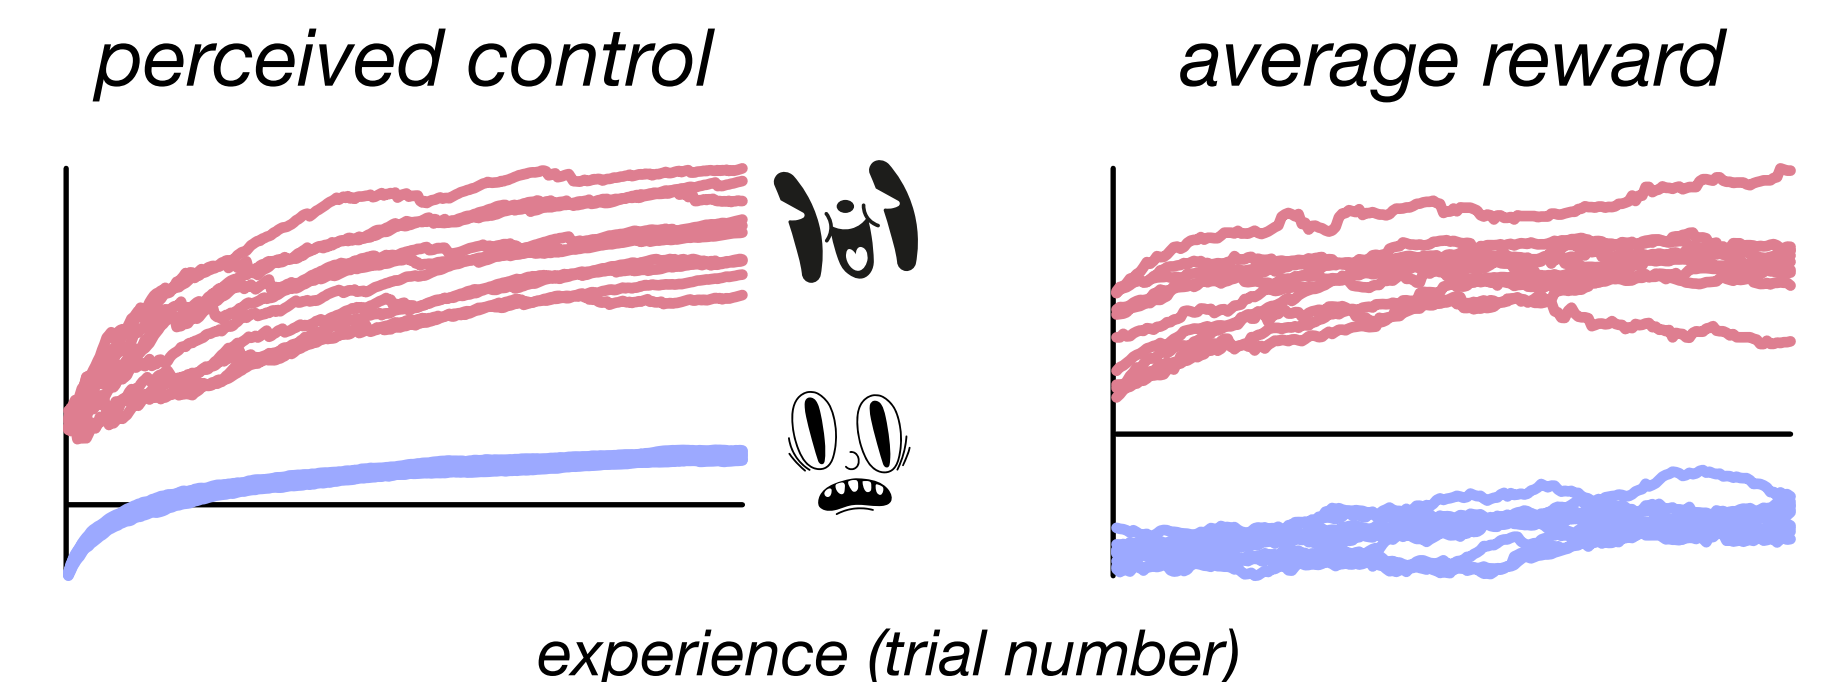 perceived control
average reward
experience (trial number)